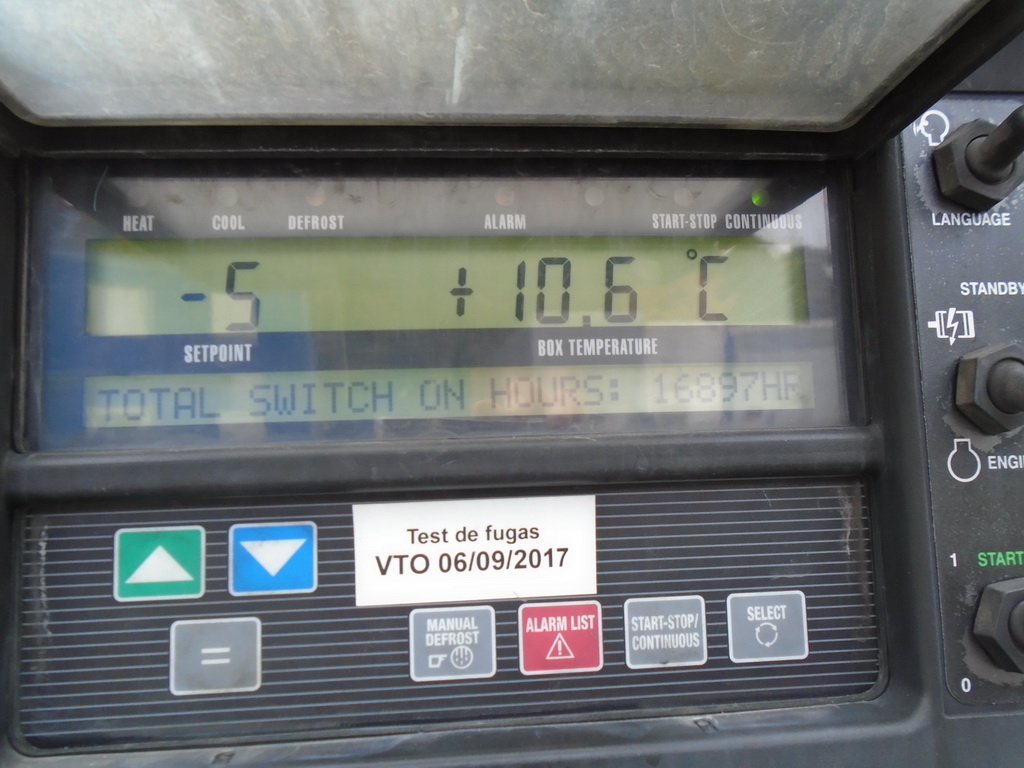 HEAT COOL DEFROST ALARM START-STOP CONTINUOUS
-5 +10.6 °C
SETPOINT BOX TEMPERATURE
TOTAL SWITCH ON HOURS: 16897HR
Test de fugas
VTO 06/09/2017
MANUAL
DEFROST
ALARM LIST
START-STOP/
CONTINUOUS
SELECT
=
LANGUAGE
STANDBY
ENGI
1 START
0